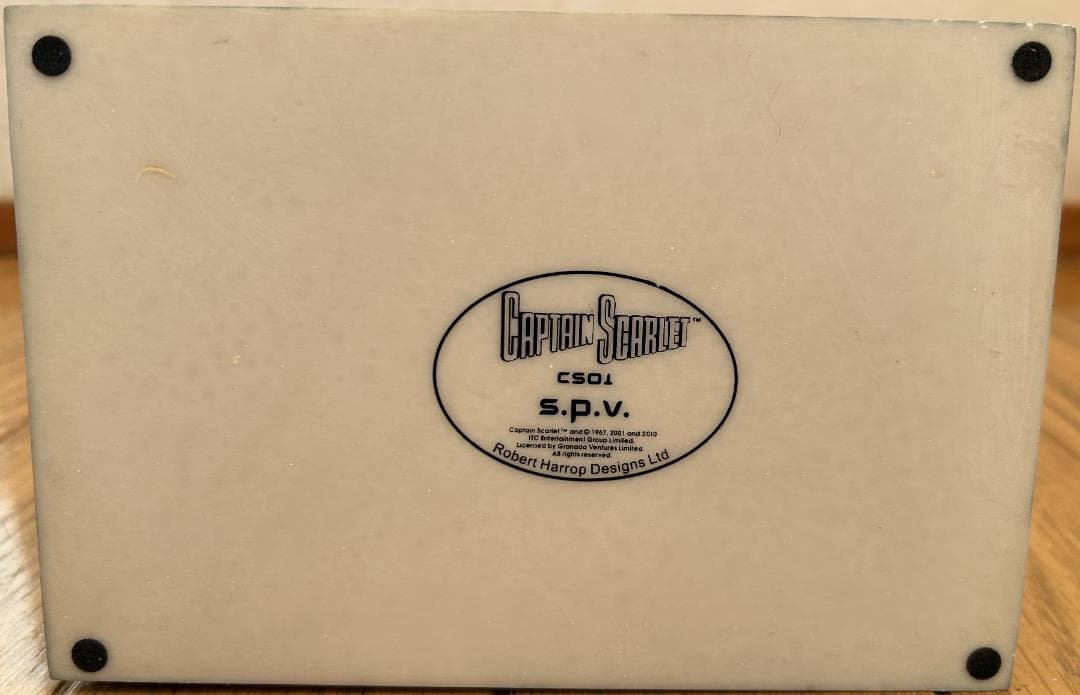 CAPTAIN SCARLET™
CS01
s.p.v.
Captain Scarlet™ and © 1967, 2001 and 2010
ITC Entertainment Group Limited.
Licensed by Granada Ventures Limited.
All rights reserved.
Robert Harrop Designs Ltd